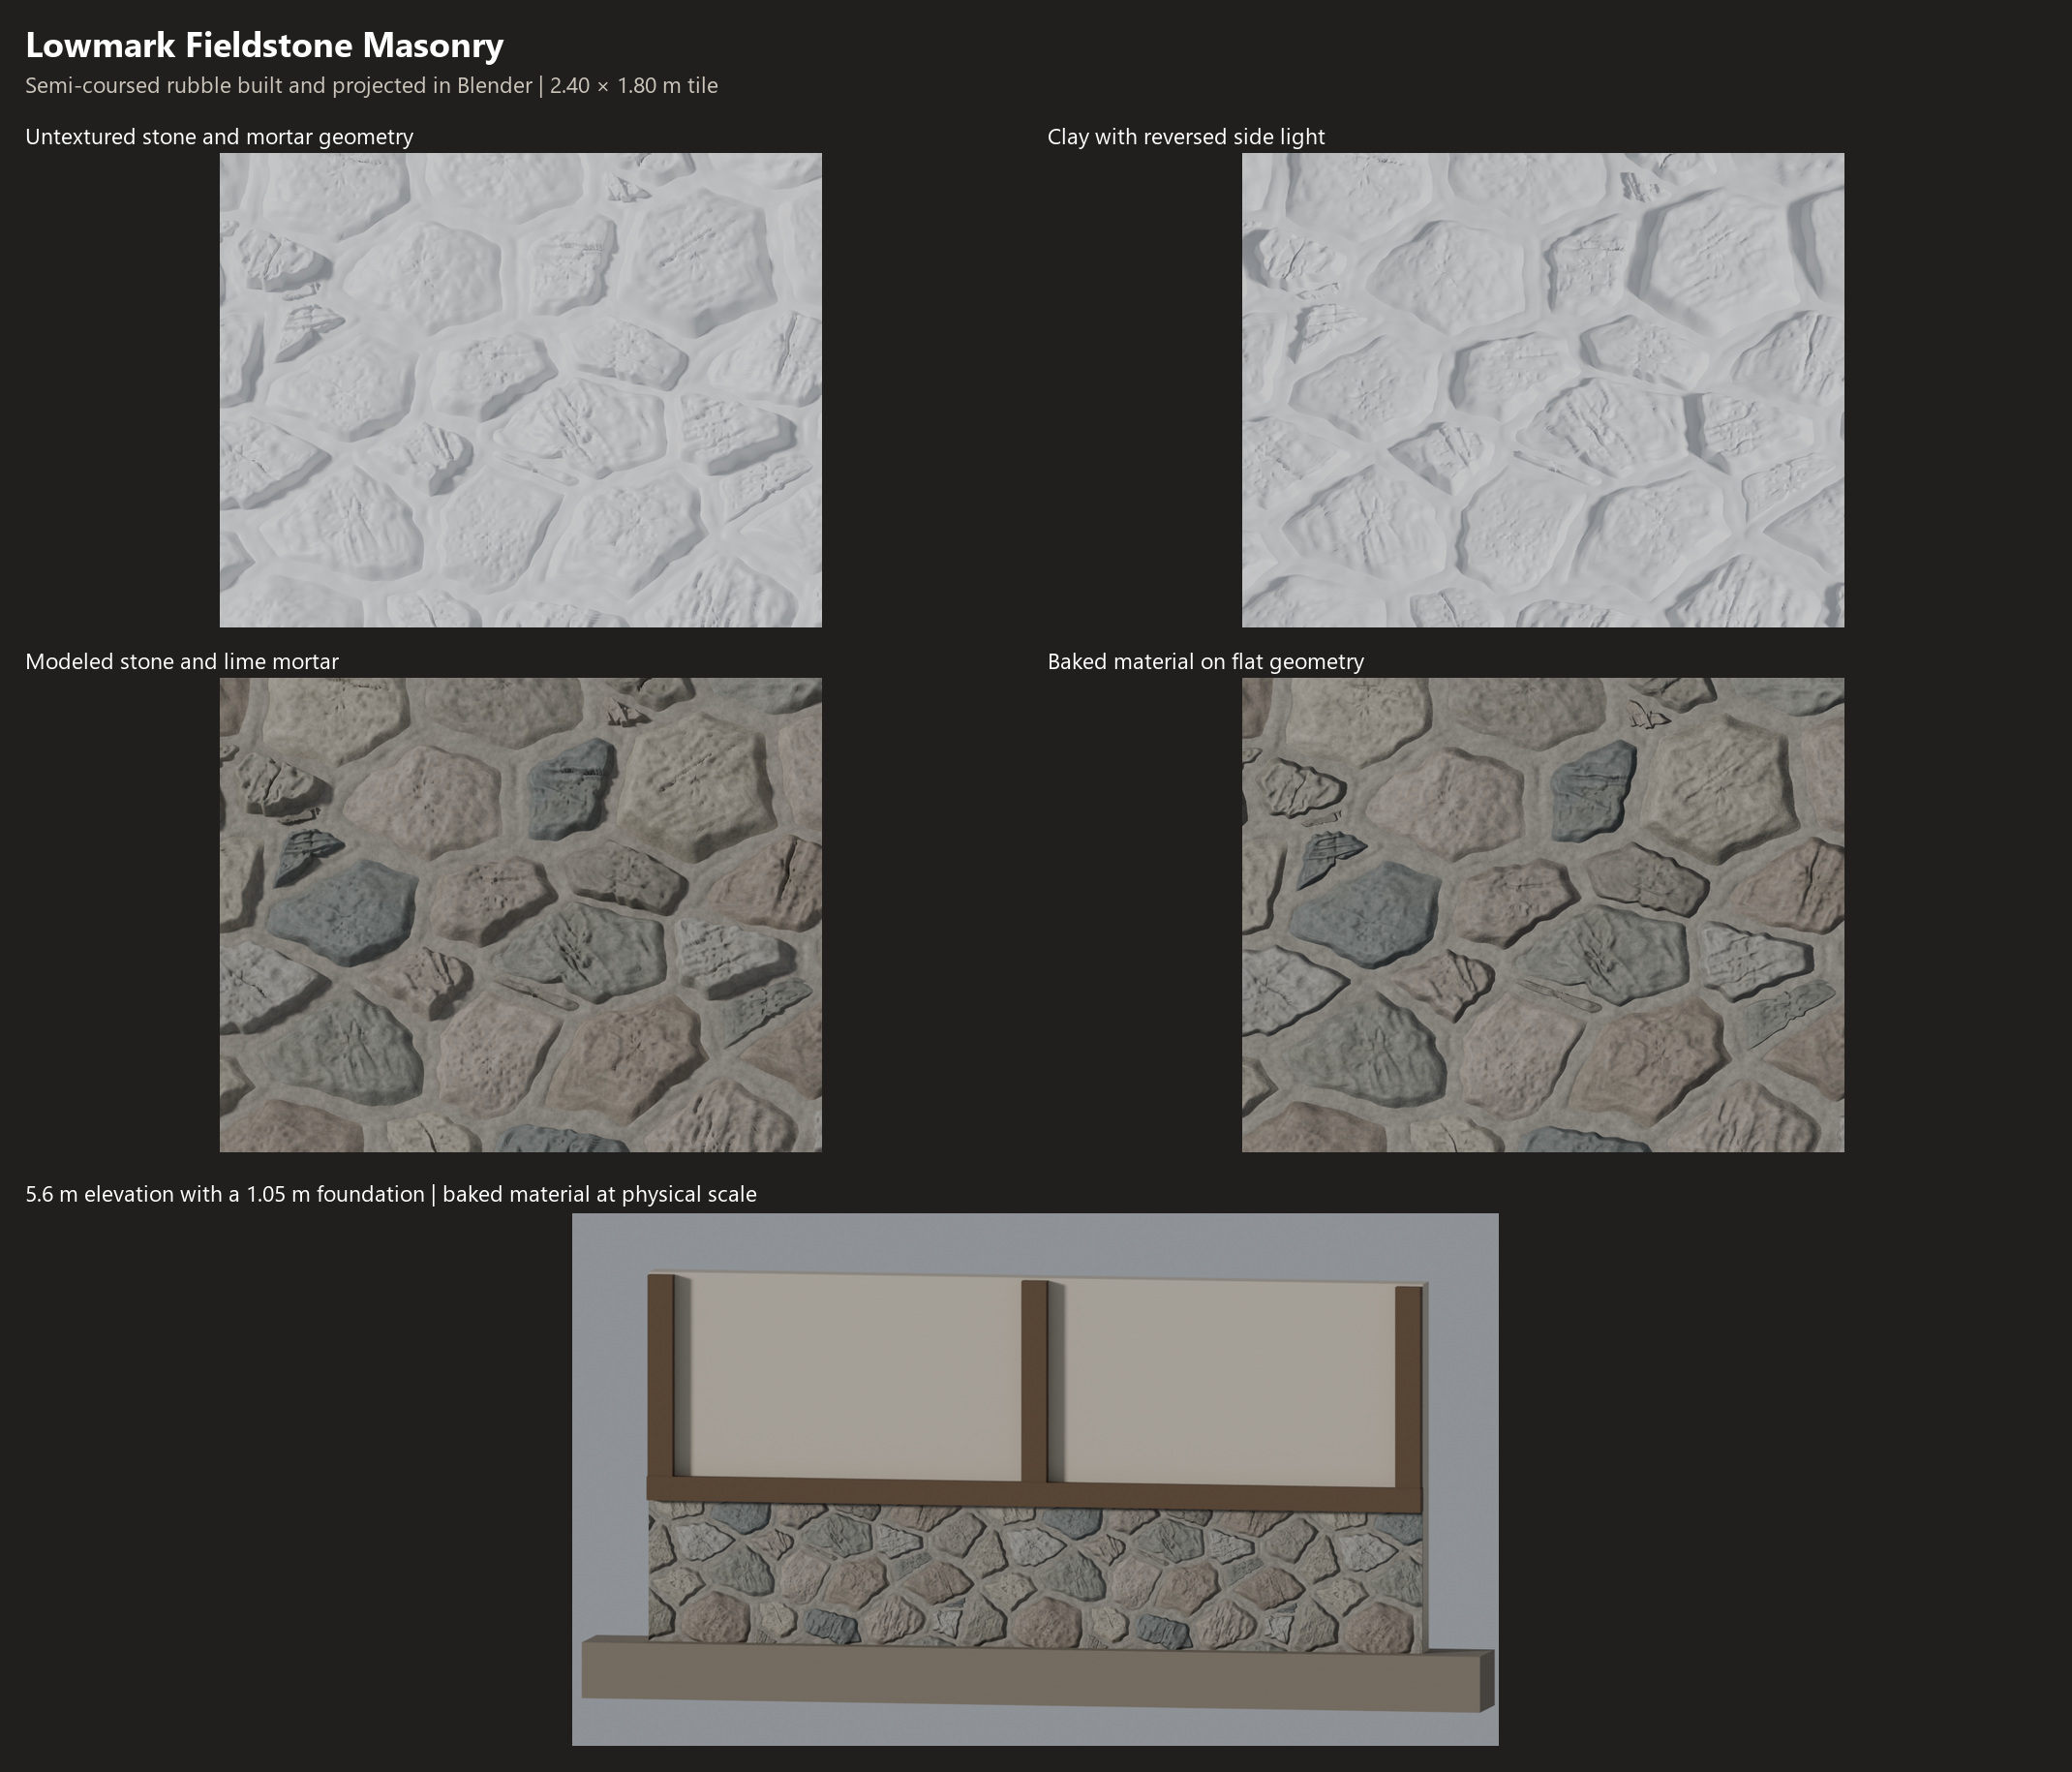 Lowmark Fieldstone Masonry
Semi-coursed rubble built and projected in Blender | 2.40 × 1.80 m tile
Untextured stone and mortar geometry
Clay with reversed side light
Modeled stone and lime mortar
Baked material on flat geometry
5.6 m elevation with a 1.05 m foundation | baked material at physical scale